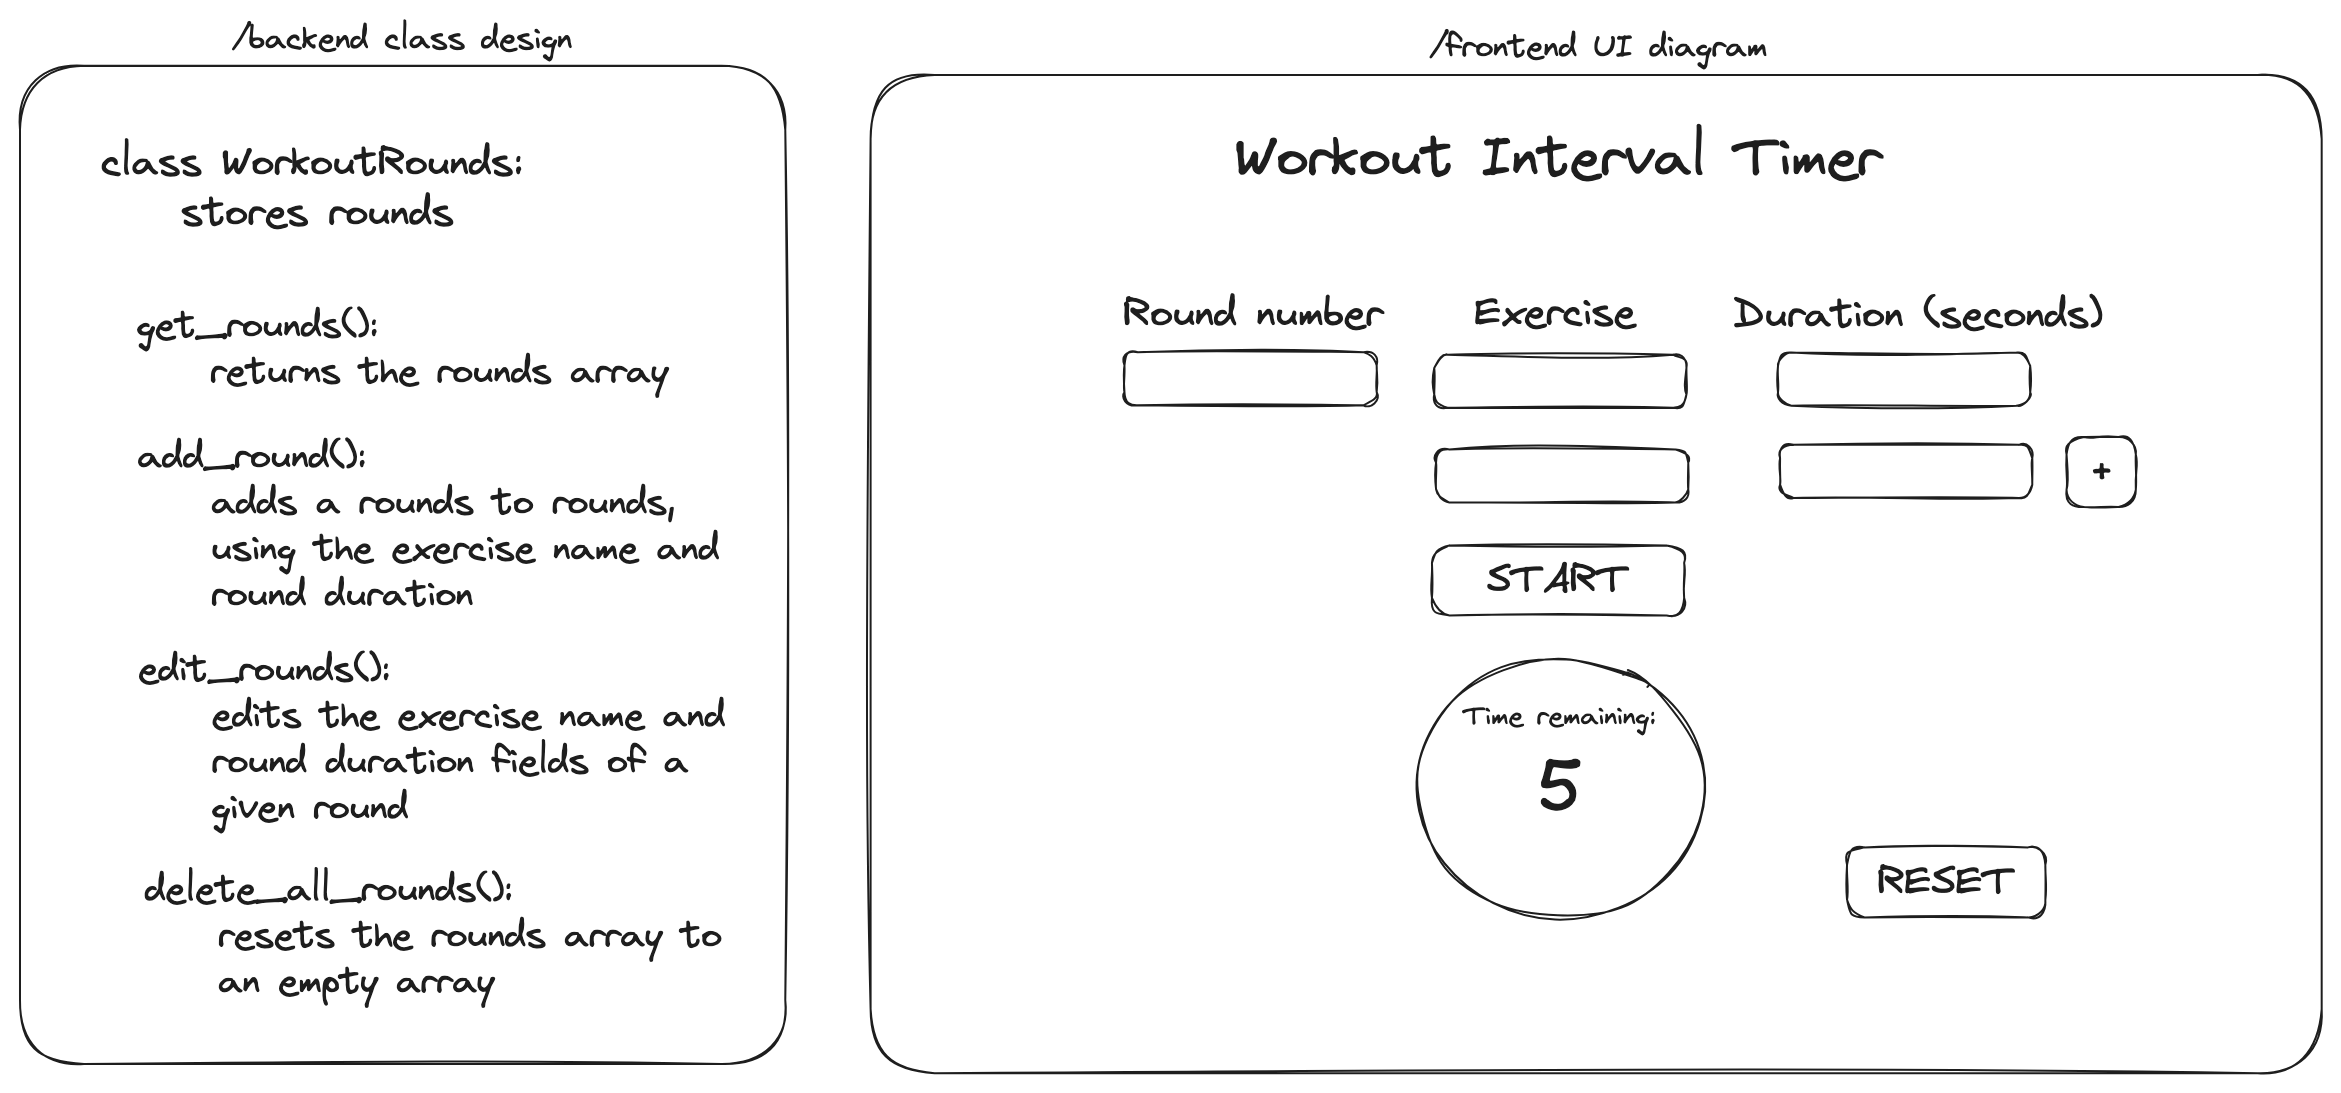 /backend class design
class WorkoutRounds:
stores rounds
get_rounds():
returns the rounds array
add_round():
adds a rounds to rounds,
using the exercise name and
round duration
edit_rounds():
edits the exercise name and
round duration fields of a
given round
delete_all_rounds():
resets the rounds array to
an empty array
/frontend UI diagram
Workout Interval Timer
Round number
Exercise
Duration (seconds)
+
START
Time remaining:
5
RESET